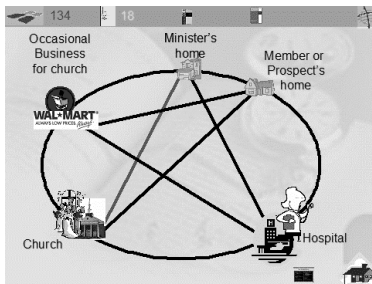 134
18
Occasional
Business
for church
Minister's
home
Member or
Prospect's
home
WAL★MART
ALWAYS LOW PRICES
Church
Hospital